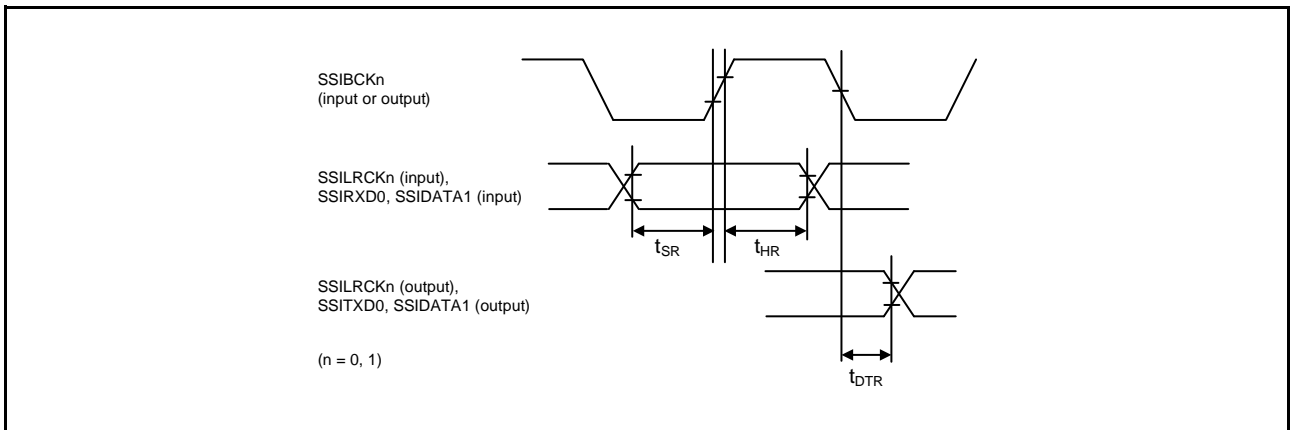 SSIBCKn
(input or output)
SSILRCKn (input),
SSIRXD0, SSIDATA1 (input)
tSR
tHR
SSILRCKn (output),
SSITXD0, SSIDATA1 (output)
(n = 0, 1)
tDTR